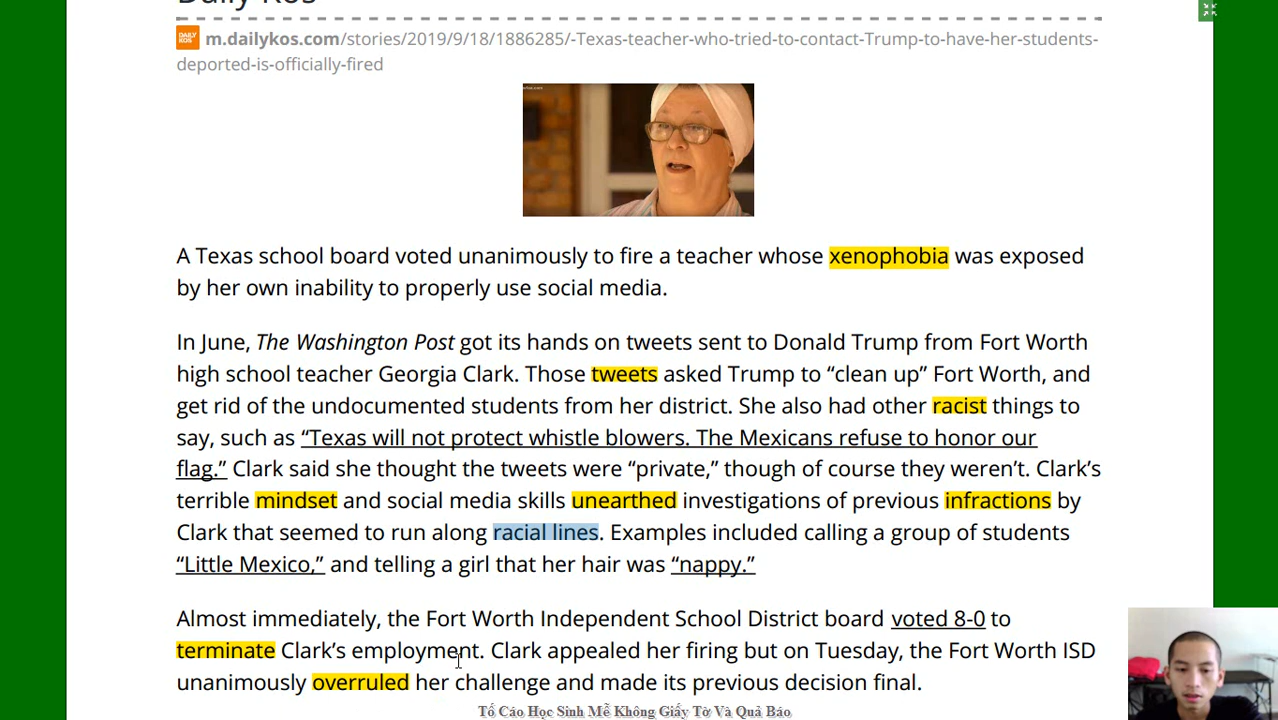 Daily Kos
DAILY KOS
m.dailykos.com/stories/2019/9/18/1886285/-Texas-teacher-who-tried-to-contact-Trump-to-have-her-students-
deported-is-officially-fired
A Texas school board voted unanimously to fire a teacher whose xenophobia was exposed
by her own inability to properly use social media.
In June, The Washington Post got its hands on tweets sent to Donald Trump from Fort Worth
high school teacher Georgia Clark. Those tweets asked Trump to “clean up” Fort Worth, and
get rid of the undocumented students from her district. She also had other racist things to
say, such as “Texas will not protect whistle blowers. The Mexicans refuse to honor our
flag.” Clark said she thought the tweets were “private,” though of course they weren’t. Clark’s
terrible mindset and social media skills unearthed investigations of previous infractions by
Clark that seemed to run along racial lines. Examples included calling a group of students
“Little Mexico,” and telling a girl that her hair was “nappy.”
Almost immediately, the Fort Worth Independent School District board voted 8-0 to
terminate Clark’s employment. Clark appealed her firing but on Tuesday, the Fort Worth ISD
unanimously overruled her challenge and made its previous decision final.
Tố Cáo Học Sinh Mễ Không Giấy Tờ Và Quả Báo